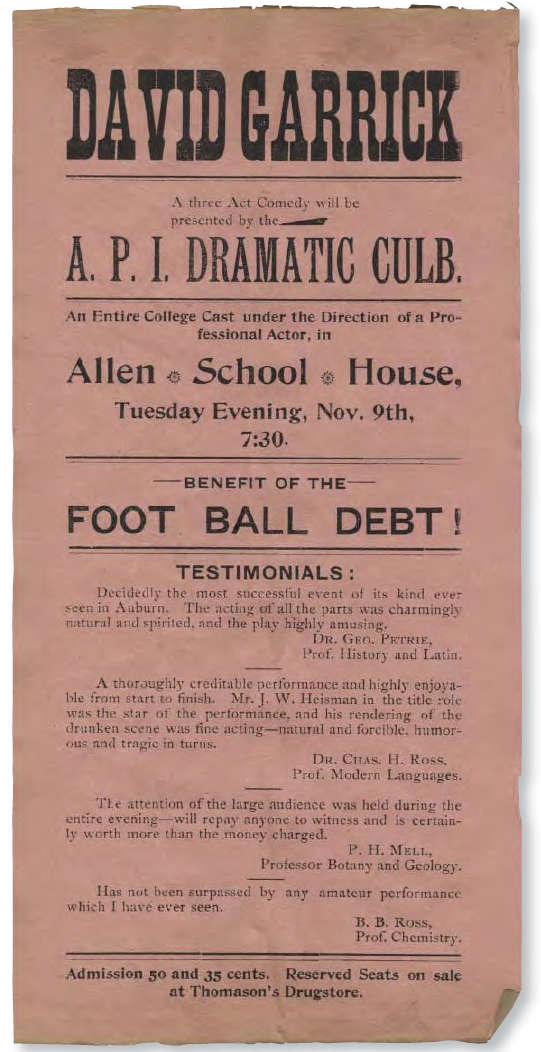 DAVID GARRICK
A three Act Comedy will be
presented by the
A. P. I. DRAMATIC CULB.
An Entire College Cast under the Direction of a Pro-
fessional Actor, in
Allen School House,
Tuesday Evening, Nov. 9th,
7:30.
—BENEFIT OF THE—
FOOT BALL DEBT!
TESTIMONIALS:
Decidedly the most successful event of its kind ever
seen in Auburn. The acting of all the parts was charmingly
natural and spirited, and the play highly amusing.
DR. GEO. PETRIE,
Prof. History and Latin.
A thoroughly creditable performance and highly enjoya-
ble from start to finish. Mr. J. W. Heisman in the title role
was the star of the performance, and his rendering of the
drunken scene was fine acting—natural and forcible, humor-
ous and tragic in turns.
DR. CHAS. H. ROSS,
Prof. Modern Languages.
The attention of the large audience was held during the
entire evening—will repay anyone to witness and is certain-
ly worth more than the money charged.
P. H. MELL,
Professor Botany and Geology.
Has not been surpassed by any amateur performance
which I have ever seen.
B. B. ROSS,
Prof. Chemistry.
Admission 50 and 35 cents. Reserved Seats on sale
at Thomason's Drugstore.